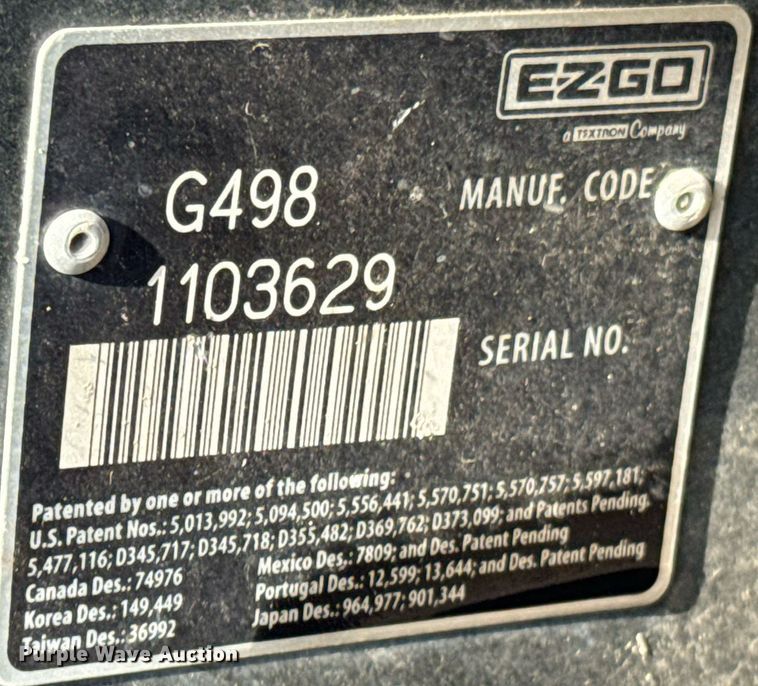 EZGO
a TEXTRON Company
G498 MANUF. CODE
1103629
SERIAL NO.
Patented by one or more of the following:
U.S. Patent Nos.: 5,013,992; 5,094,500; 5,556,441; 5,570,751; 5,570,757; 5,597,181;
5,477,116; D345,717; D345,718; D355,482; D369,762; D373,099; and Patents Pending.
Canada Des.: 74976 Mexico Des.: 7809; and Des. Patent Pending
Korea Des.: 149,449 Portugal Des.: 12,599; 13,644; and Des. Patent Pending
Taiwan Des.: 36992 Japan Des.: 964,977; 901,344
Purple Wave Auction